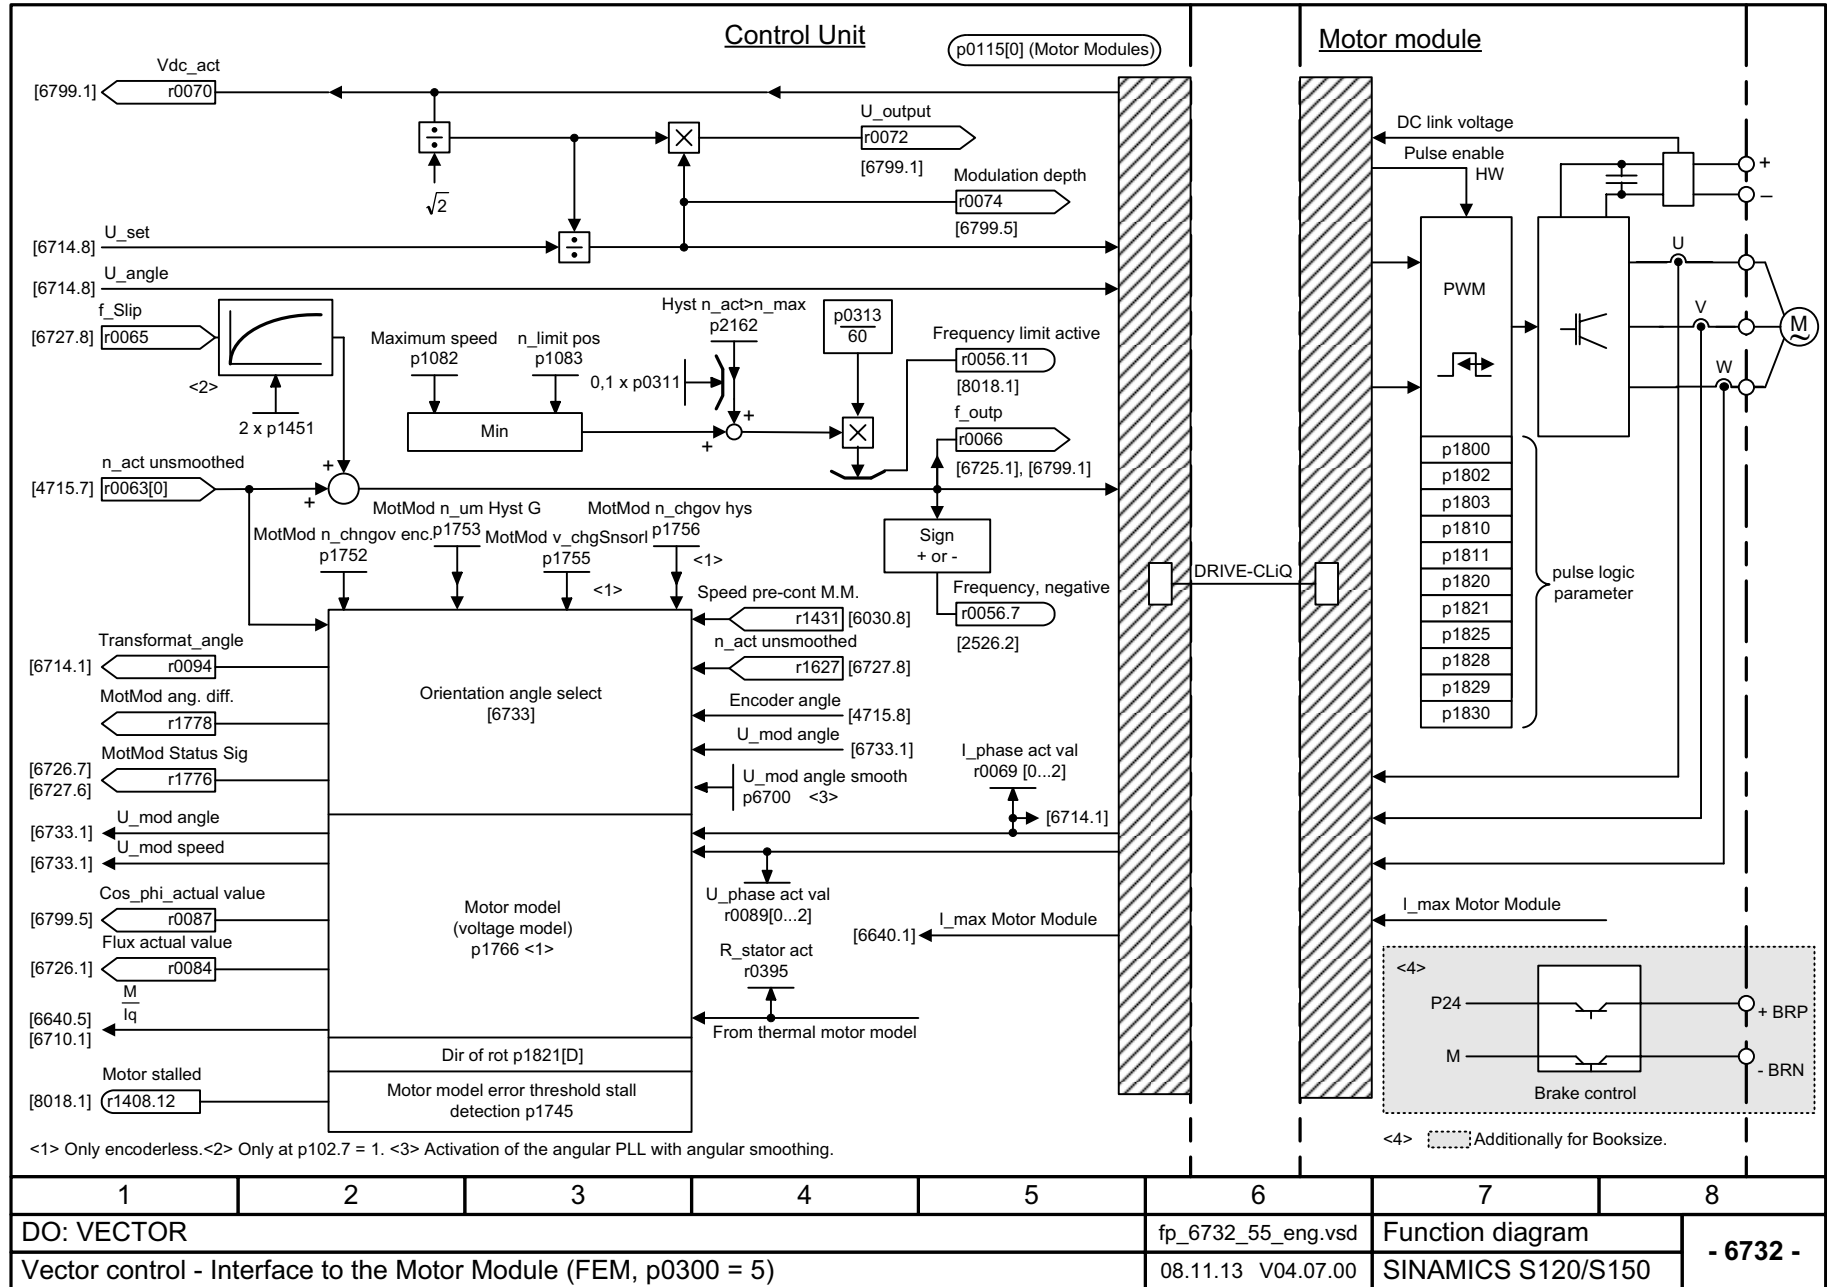 Control Unit
p0115[0] (Motor Modules)
Motor module
Vdc_act
[6799.1]
r0070
U_output
r0072
[6799.1]
÷
√2
×
Modulation depth
r0074
[6799.5]
÷
U_set
[6714.8]
U_angle
[6714.8]
f_Slip
[6727.8]
r0065
<2>
2 x p1451
Maximum speed
p1082
n_limit pos
p1083
Hyst n_act>n_max
p2162
0,1 x p0311
p0313
60
Min
+
+
×
Frequency limit active
r0056.11
[8018.1]
f_outp
r0066
[6725.1], [6799.1]
n_act unsmoothed
[4715.7]
r0063[0]
+
+
Sign
+ or -
Frequency, negative
r0056.7
[2526.2]
MotMod n_chngov enc.
p1752
MotMod n_um Hyst G
p1753
MotMod v_chgSnsorl
p1755
<1>
MotMod n_chgov hys
p1756
<1>
Speed pre-cont M.M.
r1431
[6030.8]
n_act unsmoothed
r1627
[6727.8]
Encoder angle
[4715.8]
U_mod angle
[6733.1]
U_mod angle smooth
p6700 <3>
Orientation angle select
[6733]
Transformat_angle
[6714.1]
r0094
MotMod ang. diff.
r1778
MotMod Status Sig
[6726.7]
[6727.6]
r1776
U_mod angle
[6733.1]
U_mod speed
[6733.1]
Cos_phi_actual value
[6799.5]
r0087
Flux actual value
[6726.1]
r0084
M
Iq
[6640.5]
[6710.1]
Motor stalled
[8018.1]
r1408.12
Motor model
(voltage model)
p1766 <1>
Dir of rot p1821[D]
Motor model error threshold stall
detection p1745
I_phase act val
r0069 [0...2]
[6714.1]
U_phase act val
r0089[0...2]
I_max Motor Module
[6640.1]
R_stator act
r0395
From thermal motor model
DRIVE-CLiQ
DC link voltage
Pulse enable
HW
+
–
PWM
U
V
W
M
~
p1800
p1802
p1803
p1810
p1811
p1820
p1821
p1825
p1828
p1829
p1830
pulse logic
parameter
I_max Motor Module
<4>
P24
M
+ BRP
- BRN
Brake control
<4> Additionally for Booksize.
<1> Only encoderless.<2> Only at p102.7 = 1. <3> Activation of the angular PLL with angular smoothing.
1 2 3 4 5 6 7 8
DO: VECTOR
fp_6732_55_eng.vsd
Function diagram
- 6732 -
Vector control - Interface to the Motor Module (FEM, p0300 = 5)
08.11.13 V04.07.00
SINAMICS S120/S150